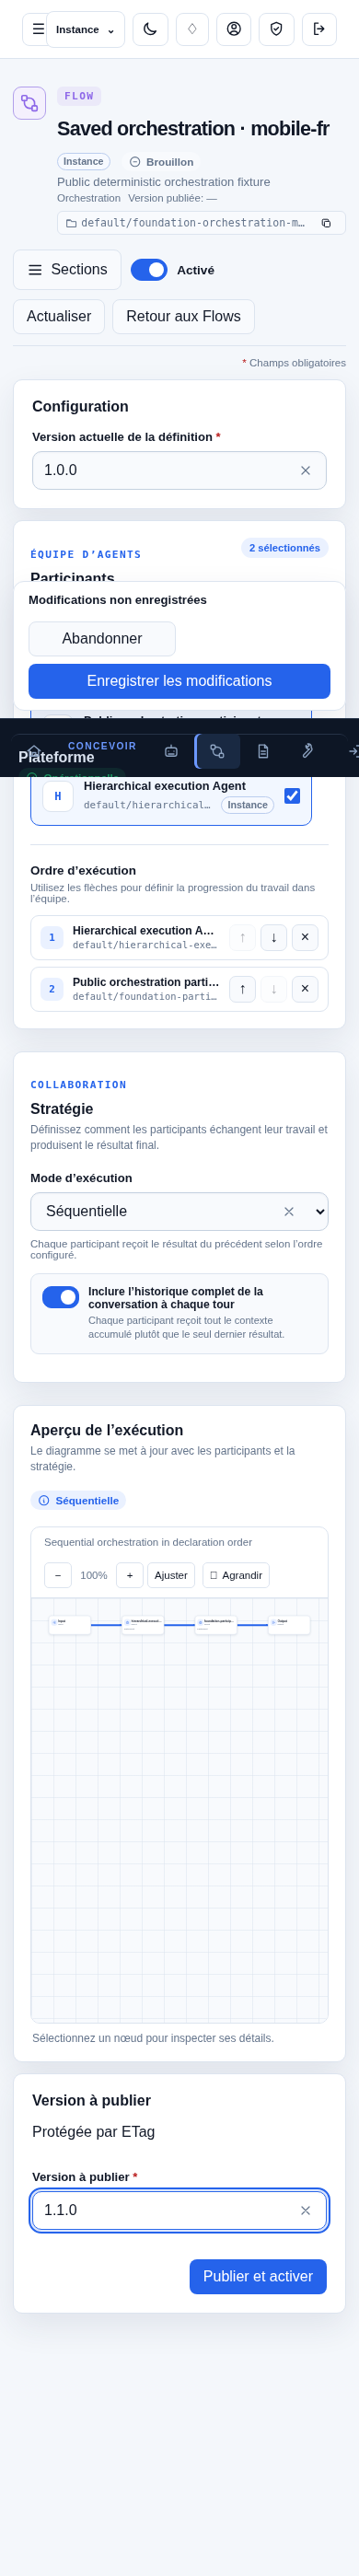 Instance
FLOW
Saved orchestration · mobile-fr
Instance
Brouillon
Public deterministic orchestration fixture
Orchestration Version publiée: —
default/foundation-orchestration-m…
Sections
Activé
Actualiser
Retour aux Flows
* Champs obligatoires
Configuration
Version actuelle de la définition *
1.0.0
ÉQUIPE D’AGENTS
2 sélectionnés
Participants
Modifications non enregistrées
Abandonner
Enregistrer les modifications
CONCEVOIR
Plateforme
Opérationnelle
H
Hierarchical execution Agent
default/hierarchical…
Instance
Ordre d’exécution
Utilisez les flèches pour définir la progression du travail dans
l’équipe.
1
Hierarchical execution A…
default/hierarchical-exe…
↑ ↓ ×
2
Public orchestration parti…
default/foundation-parti…
↑ ↓ ×
COLLABORATION
Stratégie
Définissez comment les participants échangent leur travail et
produisent le résultat final.
Mode d’exécution
Séquentielle
Chaque participant reçoit le résultat du précédent selon l’ordre
configuré.
Inclure l’historique complet de la
conversation à chaque tour
Chaque participant reçoit tout le contexte
accumulé plutôt que le seul dernier résultat.
Aperçu de l’exécution
Le diagramme se met à jour avec les participants et la
stratégie.
Séquentielle
Sequential orchestration in declaration order
− 100% + Ajuster Agrandir
Input
Output
Sélectionnez un nœud pour inspecter ses détails.
Version à publier
Protégée par ETag
Version à publier *
1.1.0
Publier et activer